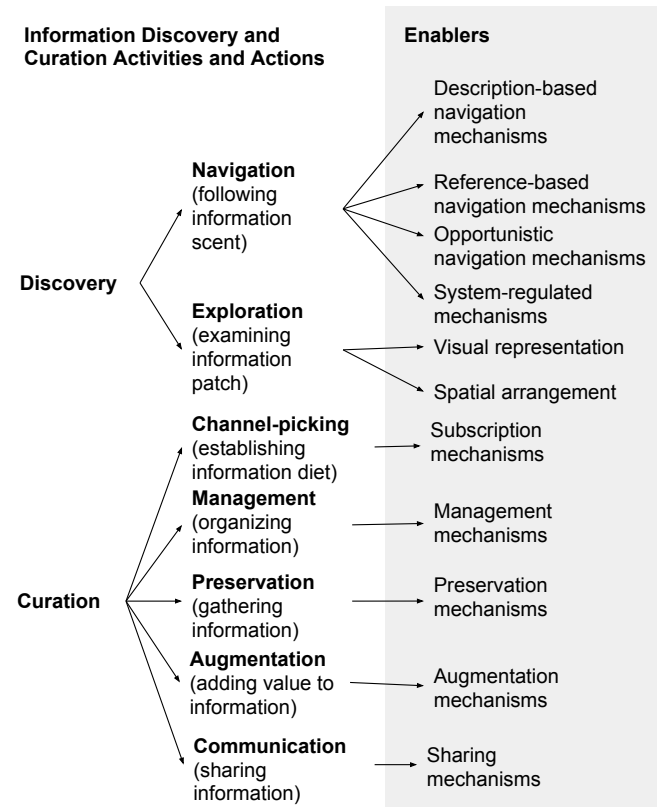 Information Discovery and
Curation Activities and Actions
Enablers
Discovery
Navigation
(following
information
scent)
Description-based
navigation
mechanisms
Reference-based
navigation mechanisms
Opportunistic
navigation mechanisms
System-regulated
mechanisms
Exploration
(examining
information
patch)
Visual representation
Spatial arrangement
Curation
Channel-picking
(establishing
information diet)
Subscription
mechanisms
Management
(organizing
information)
Management
mechanisms
Preservation
(gathering
information)
Preservation
mechanisms
Augmentation
(adding value to
information)
Augmentation
mechanisms
Communication
(sharing
information)
Sharing
mechanisms